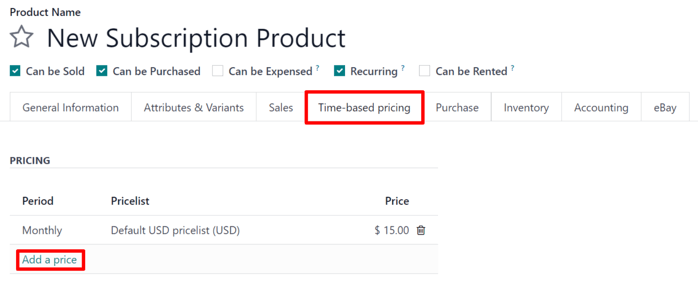 Product Name
New Subscription Product
Can be Sold Can be Purchased Can be Expensed ? Recurring ? Can be Rented ?
General Information Attributes & Variants Sales Time-based pricing Purchase Inventory Accounting eBay
PRICING
Period Pricelist Price
Monthly Default USD pricelist (USD) $ 15.00
Add a price